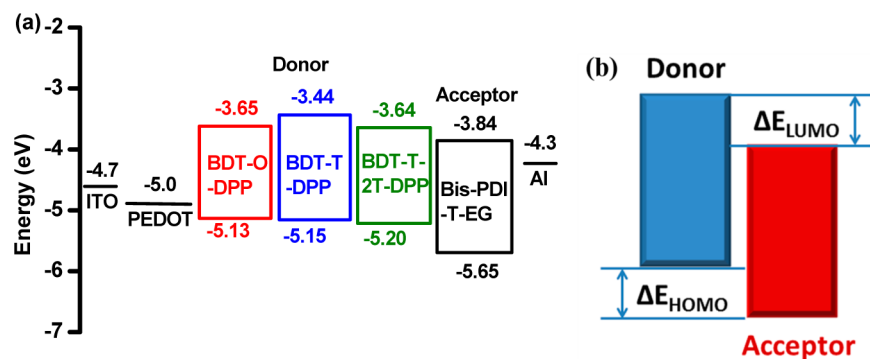 (a)
Energy (eV)
-2
-3
-4
-5
-6
-7
Donor
-3.65
-3.44
-3.64
Acceptor
-3.84
-4.3
Al
-4.7
ITO
-5.0
PEDOT
BDT-O
-DPP
BDT-T
-DPP
BDT-T-
2T-DPP
Bis-PDI
-T-EG
-5.13
-5.15
-5.20
-5.65
(b)
Donor
ΔELUMO
ΔEHOMO
Acceptor